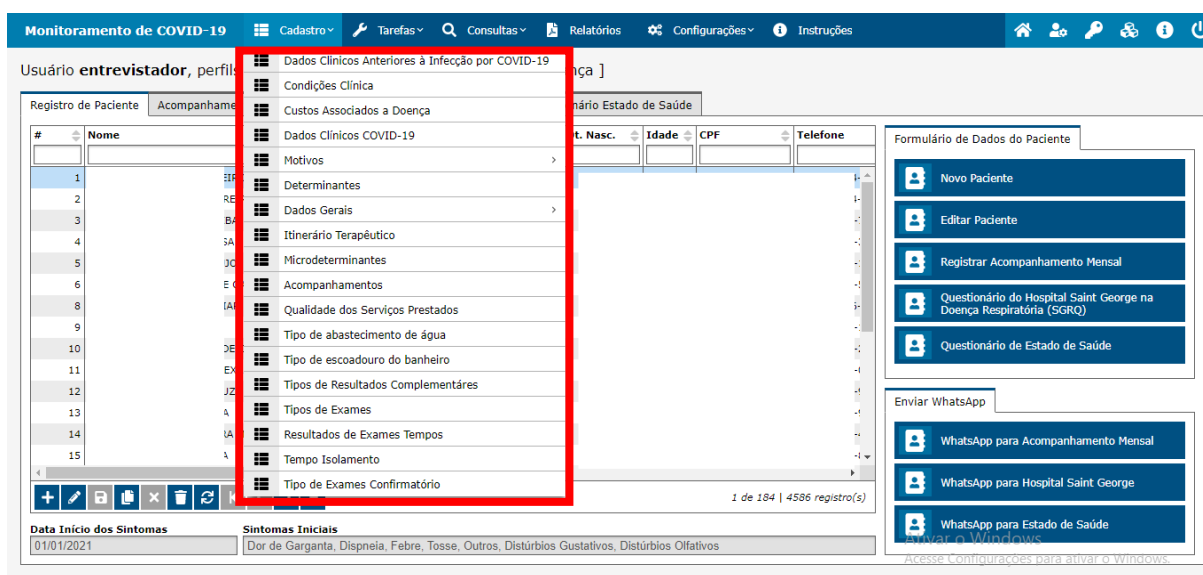 Monitoramento de COVID-19 Cadastro Tarefas Consultas Relatórios Configurações Instruções
Usuário entrevistador, perfils
nça ]
Registro de Paciente
Acompanhame
nário Estado de Saúde
# Nome t. Nasc. Idade CPF Telefone
1
2
3
4
5
6
8
9
10
11
12
13
14
15
Dados Clínicos Anteriores à Infecção por COVID-19
Condições Clínica
Custos Associados a Doença
Dados Clínicos COVID-19
Motivos
Determinantes
Dados Gerais
Itinerário Terapêutico
Microdeterminantes
Acompanhamentos
Qualidade dos Serviços Prestados
Tipo de abastecimento de água
Tipo de escoadouro do banheiro
Tipos de Resultados Complementáres
Tipos de Exames
Resultados de Exames Tempos
Tempo Isolamento
Tipo de Exames Confirmatório
1 de 184 | 4586 registro(s)
Data Início dos Sintomas
01/01/2021
Sintomas Iniciais
Dor de Garganta, Dispneia, Febre, Tosse, Outros, Distúrbios Gustativos, Distúrbios Olfativos
Formulário de Dados do Paciente
Novo Paciente
Editar Paciente
Registrar Acompanhamento Mensal
Questionário do Hospital Saint George na
Doença Respiratória (SGRQ)
Questionário de Estado de Saúde
Enviar WhatsApp
WhatsApp para Acompanhamento Mensal
WhatsApp para Hospital Saint George
WhatsApp para Estado de Saúde
Ativar o Windows
Acesse Configurações para ativar o Windows.